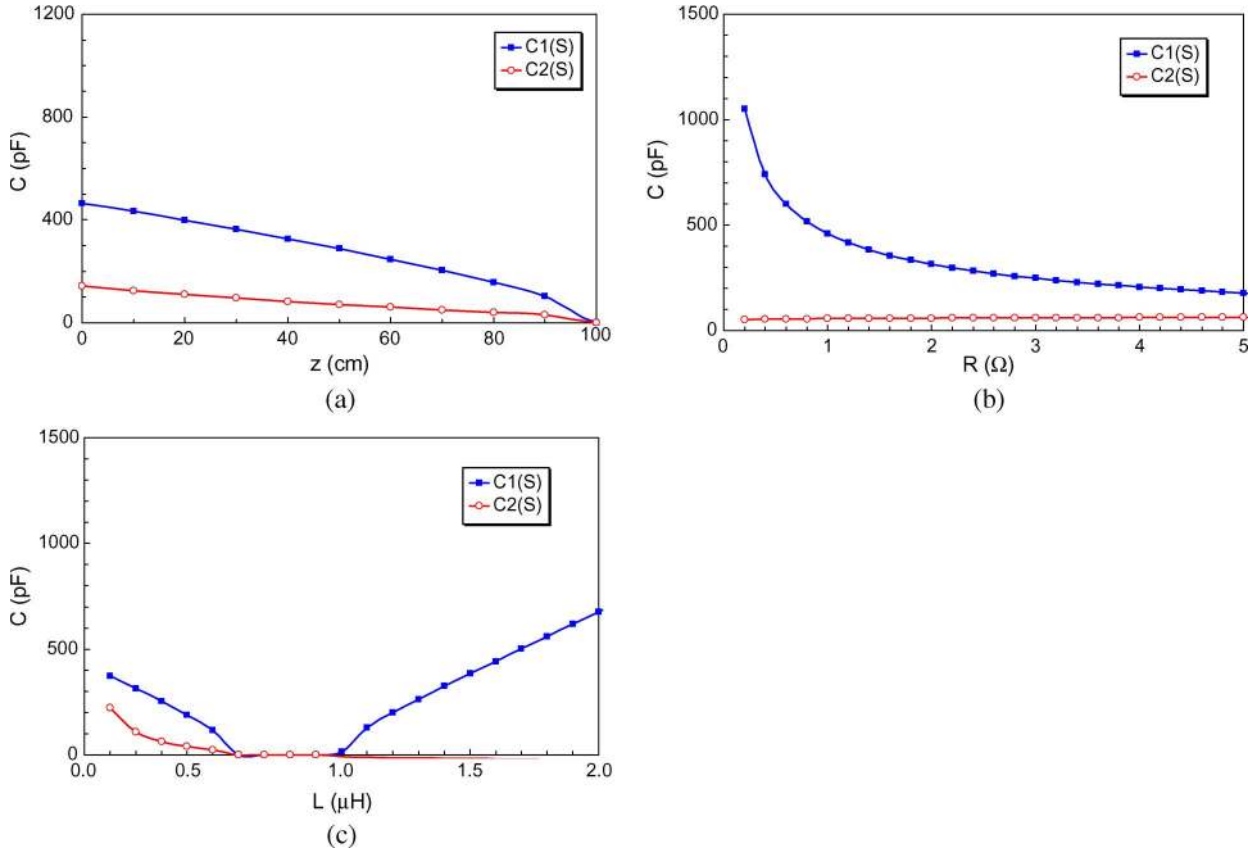 1200
800
400
0
C (pF)
C1(S)
C2(S)
0 20 40 60 80 100
z (cm)
(a)
1500
1000
500
0
C (pF)
C1(S)
C2(S)
0 1 2 3 4 5
R (Ω)
(b)
1500
1000
500
0
C (pF)
C1(S)
C2(S)
0.0 0.5 1.0 1.5 2.0
L (μH)
(c)